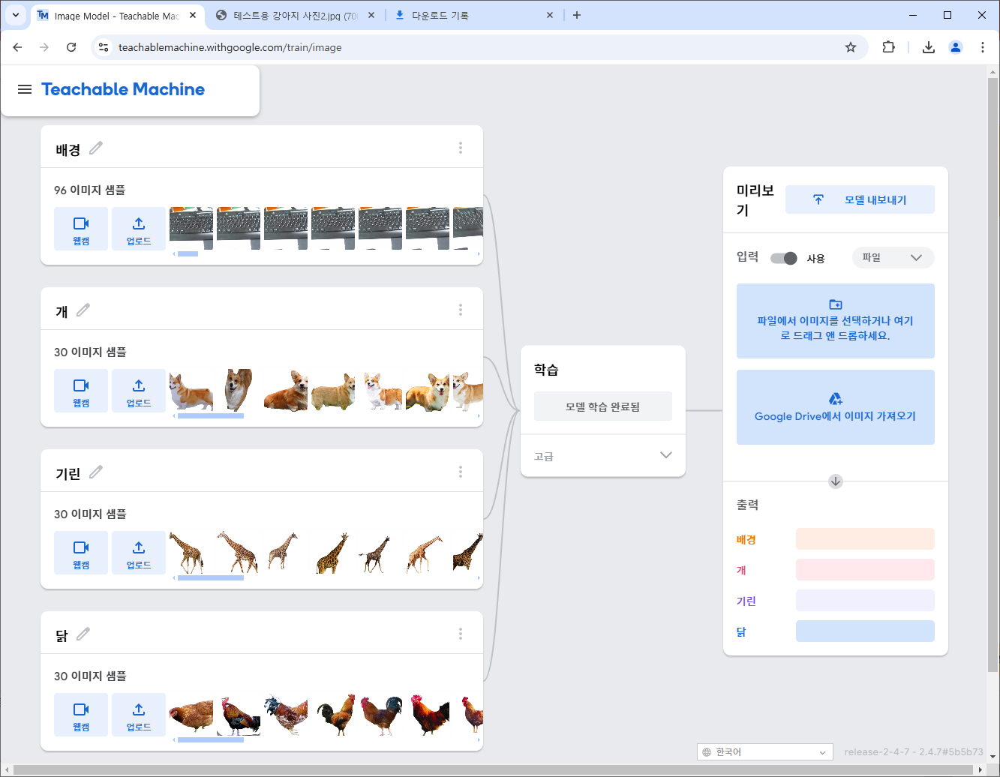 Image Model - Teachable Mac
테스트용 강아지 사진2.jpg (700
다운로드 기록
teachablemachine.withgoogle.com/train/image
Teachable Machine
배경
96 이미지 샘플
웹캠
업로드
개
30 이미지 샘플
웹캠
업로드
기린
30 이미지 샘플
웹캠
업로드
닭
30 이미지 샘플
웹캠
업로드
학습
모델 학습 완료됨
고급
미리보
기
모델 내보내기
입력
사용
파일
파일에서 이미지를 선택하거나 여기
로 드래그 앤 드롭하세요.
Google Drive에서 이미지 가져오기
출력
배경
개
기린
닭
한국어
release-2-4-7 - 2.4.7#5b5b73